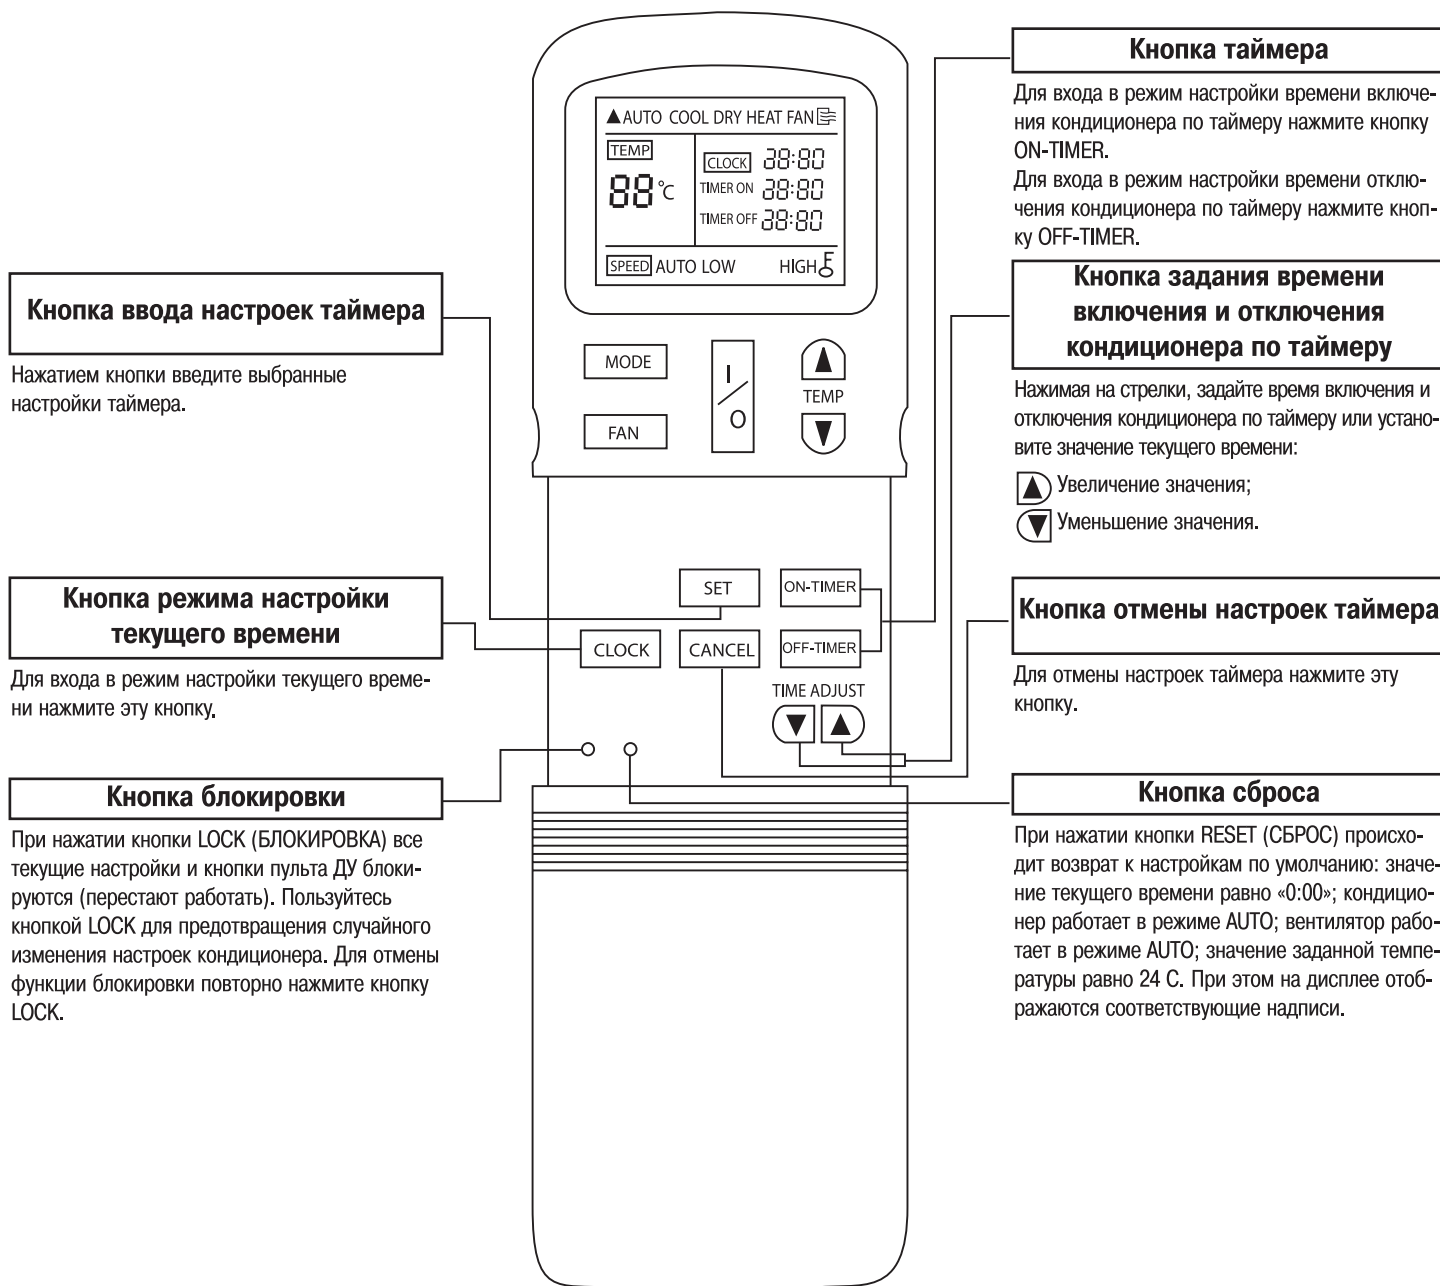 Кнопка ввода настроек таймера
Нажатием кнопки введите выбранные
настройки таймера.
Кнопка режима настройки
текущего времени
Для входа в режим настройки текущего време-
ни нажмите эту кнопку.
Кнопка блокировки
При нажатии кнопки LOCK (БЛОКИРОВКА) все
текущие настройки и кнопки пульта ДУ блоки-
руются (перестают работать). Пользуйтесь
кнопкой LOCK для предотвращения случайного
изменения настроек кондиционера. Для отмены
функции блокировки повторно нажмите кнопку
LOCK.
AUTO COOL DRY HEAT FAN
TEMP
CLOCK 38:80
88°C
TIMER ON 38:80
TIMER OFF 38:80
SPEED AUTO LOW HIGH
MODE
I/O
TEMP
FAN
SET
ON-TIMER
CLOCK
CANCEL
OFF-TIMER
TIME ADJUST
Кнопка таймера
Для входа в режим настройки времени включе-
ния кондиционера по таймеру нажмите кнопку
ON-TIMER.
Для входа в режим настройки времени отклю-
чения кондиционера по таймеру нажмите кноп-
ку OFF-TIMER.
Кнопка задания времени
включения и отключения
кондиционера по таймеру
Нажимая на стрелки, задайте время включения и
отключения кондиционера по таймеру или устано-
вите значение текущего времени:
Увеличение значения;
Уменьшение значения.
Кнопка отмены настроек таймера
Для отмены настроек таймера нажмите эту
кнопку.
Кнопка сброса
При нажатии кнопки RESET (СБРОС) происхо-
дит возврат к настройкам по умолчанию: значе-
ние текущего времени равно «0:00»; кондицио-
нер работает в режиме AUTO; вентилятор рабо-
тает в режиме AUTO; значение заданной темпе-
ратуры равно 24 С. При этом на дисплее отоб-
ражаются соответствующие надписи.